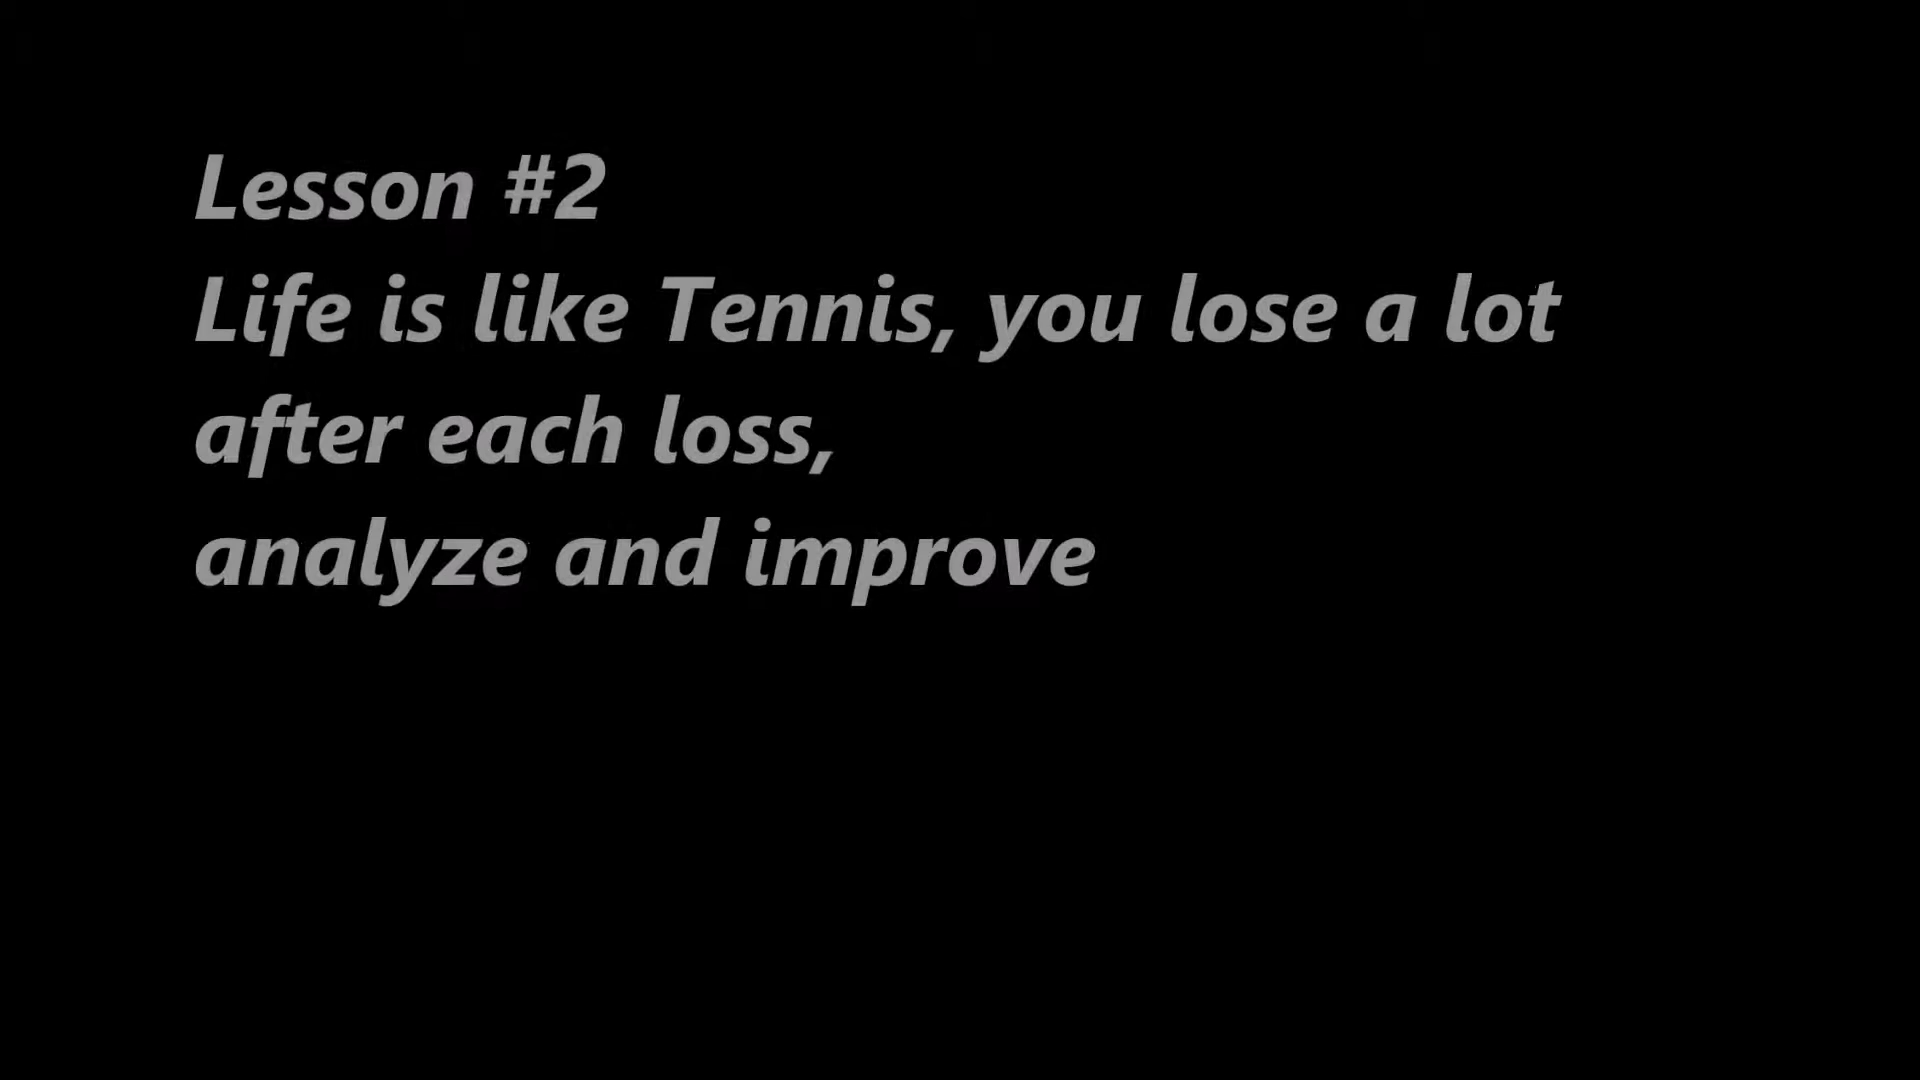 Lesson #2
Life is like Tennis, you lose a lot
after each loss,
analyze and improve